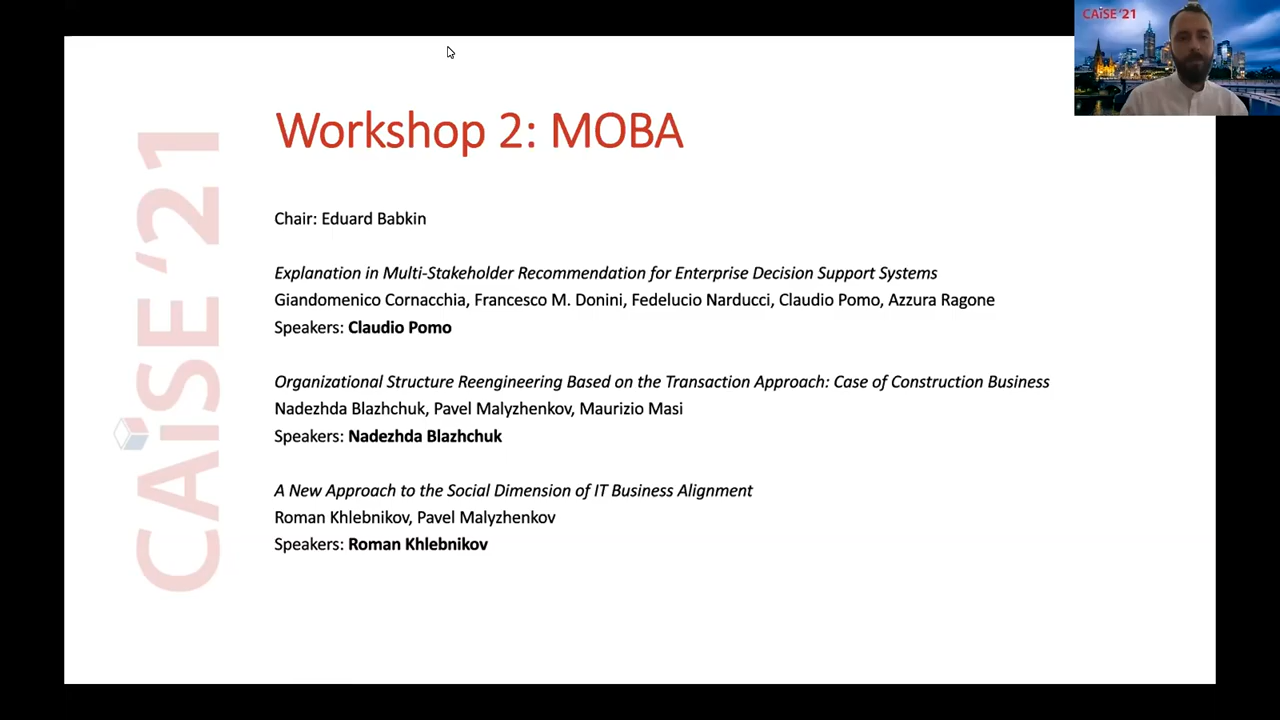 CAiSE '21
Workshop 2: MOBA
Chair: Eduard Babkin
Explanation in Multi-Stakeholder Recommendation for Enterprise Decision Support Systems
Giandomenico Cornacchia, Francesco M. Donini, Fedelucio Narducci, Claudio Pomo, Azzura Ragone
Speakers: Claudio Pomo
Organizational Structure Reengineering Based on the Transaction Approach: Case of Construction Business
Nadezhda Blazhchuk, Pavel Malyzhenkov, Maurizio Masi
Speakers: Nadezhda Blazhchuk
A New Approach to the Social Dimension of IT Business Alignment
Roman Khlebnikov, Pavel Malyzhenkov
Speakers: Roman Khlebnikov
CAiSE '21